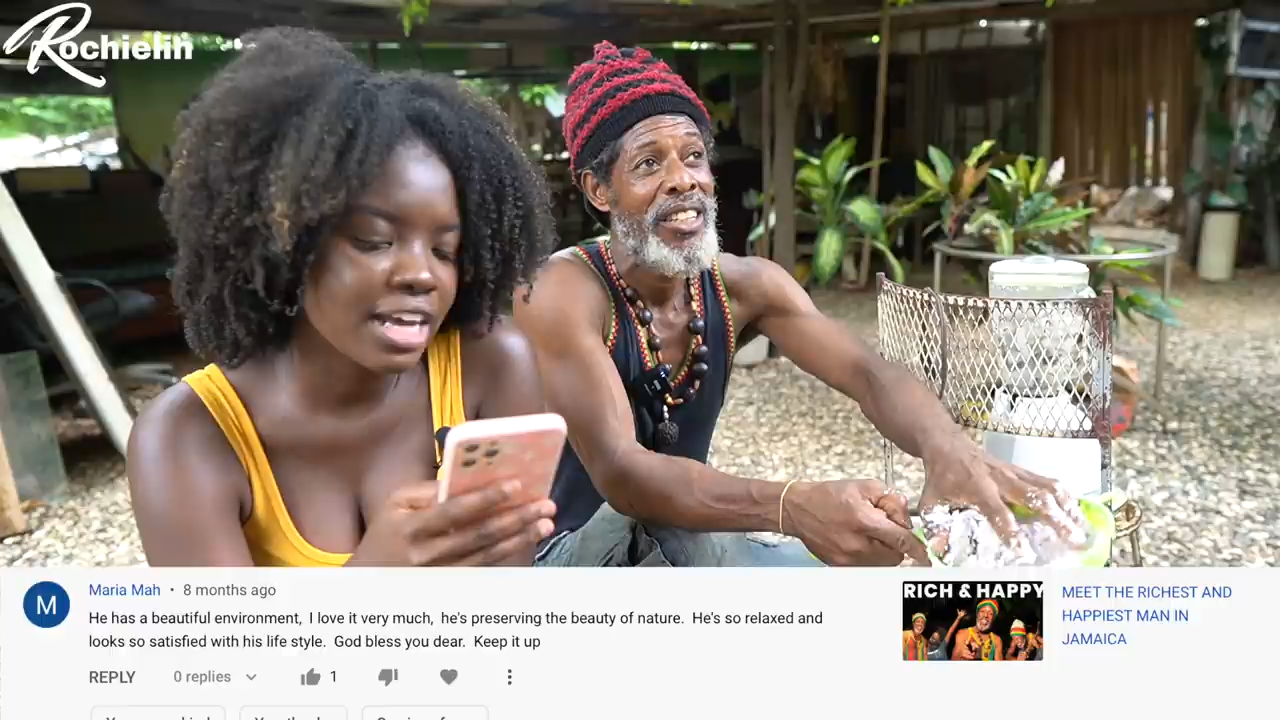 Rochielih
Maria Mah • 8 months ago
He has a beautiful environment, I love it very much, he's preserving the beauty of nature. He's so relaxed and
looks so satisfied with his life style. God bless you dear. Keep it up
REPLY 0 replies 1
RICH & HAPPY
MEET THE RICHEST AND
HAPPIEST MAN IN
JAMAICA